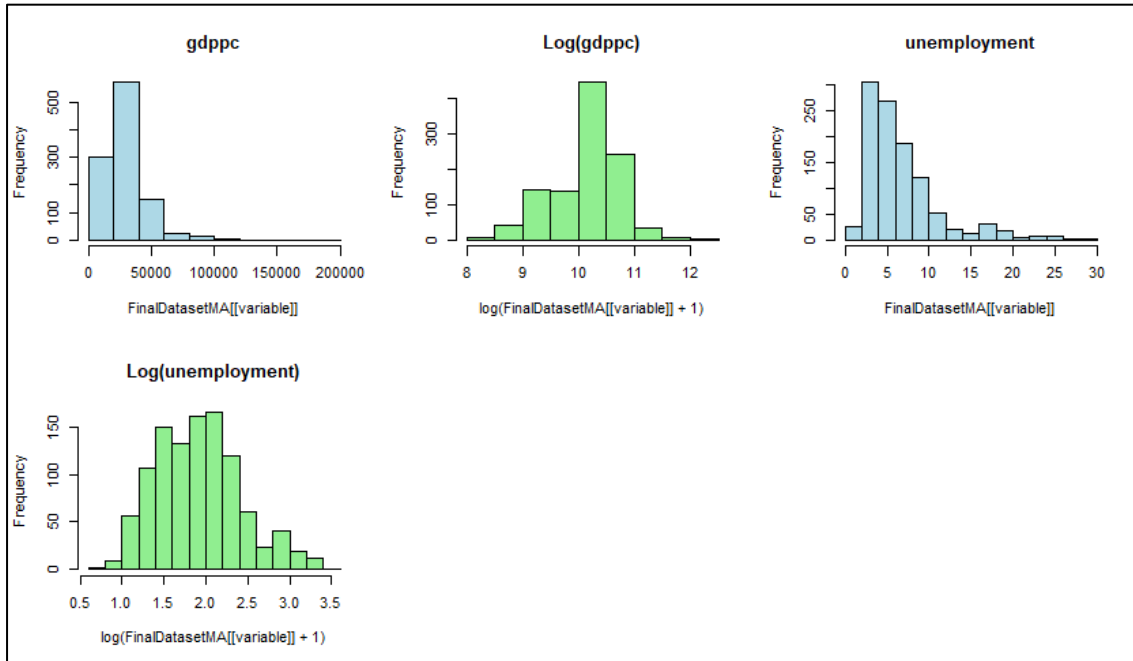 gdppc
Frequency
0 100 300 500
0 50000 100000 150000 200000
FinalDatasetMA[[variable]]
Log(gdppc)
Frequency
0 100 300
8 9 10 11 12
log(FinalDatasetMA[[variable]] + 1)
unemployment
Frequency
0 50 150 250
0 5 10 15 20 25 30
FinalDatasetMA[[variable]]
Log(unemployment)
Frequency
0 50 100 150
0.5 1.0 1.5 2.0 2.5 3.0 3.5
log(FinalDatasetMA[[variable]] + 1)